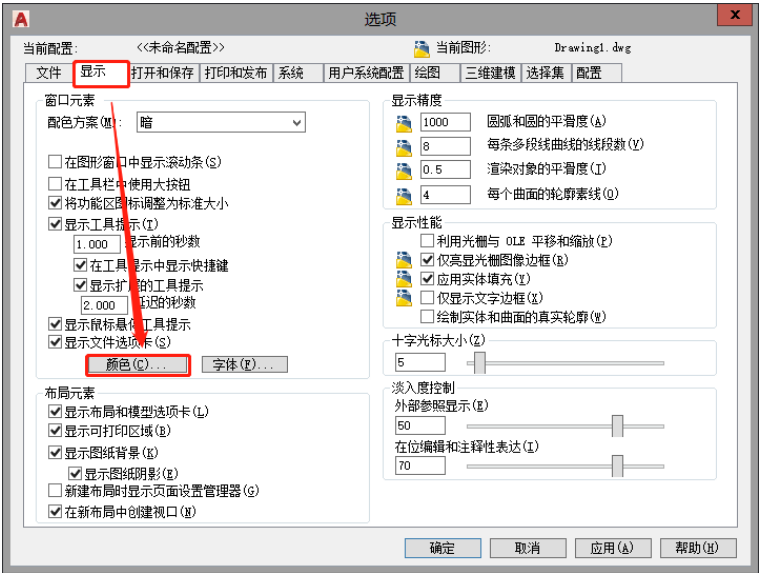 选项
当前配置: <<未命名配置>> 当前图形: Drawing1.dwg
文件 显示 打开和保存 打印和发布 系统 用户系统配置 绘图 三维建模 选择集 配置
窗口元素
配色方案(M): 暗
在图形窗口中显示滚动条(S)
在工具栏中使用大按钮
将功能区图标调整为标准大小
显示工具提示(T)
1.000 显示前的秒数
在工具提示中显示快捷键
显示扩展的工具提示
2.000 延迟的秒数
显示鼠标悬停工具提示
显示文件选项卡(S)
颜色(C)... 字体(F)...
布局元素
显示布局和模型选项卡(L)
显示可打印区域(B)
显示图纸背景(K)
显示图纸阴影(E)
新建布局时显示页面设置管理器(G)
在新布局中创建视口(N)
显示精度
1000 圆弧和圆的平滑度(A)
8 每条多段线曲线的线段数(V)
0.5 渲染对象的平滑度(J)
4 每个曲面的轮廓素线(O)
显示性能
利用光栅与 OLE 平移和缩放(P)
仅亮显光栅图像边框(R)
应用实体填充(Y)
仅显示文字边框(X)
绘制实体和曲面的真实轮廓(W)
十字光标大小(Z)
5
淡入度控制
外部参照显示(E)
50
在位编辑和注释性表达(I)
70
确定 取消 应用(A) 帮助(H)